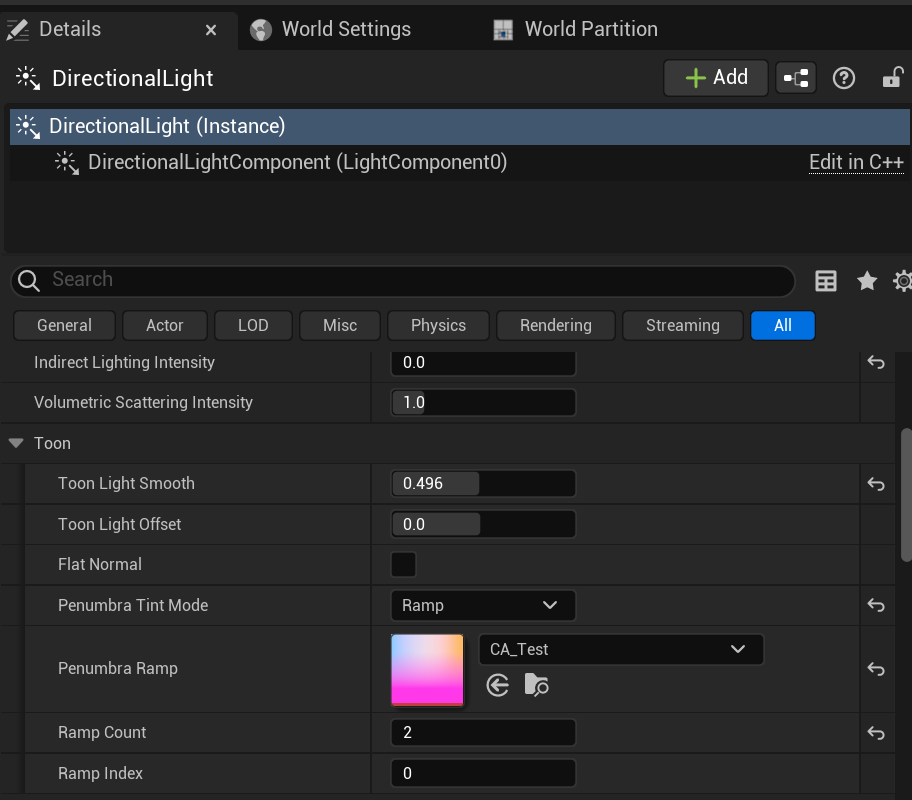 Details
World Settings
World Partition
DirectionalLight
Add
DirectionalLight (Instance)
DirectionalLightComponent (LightComponent0)
Edit in C++
Search
General
Actor
LOD
Misc
Physics
Rendering
Streaming
All
Indirect Lighting Intensity
0.0
Volumetric Scattering Intensity
1.0
Toon
Toon Light Smooth
0.496
Toon Light Offset
0.0
Flat Normal
Penumbra Tint Mode
Ramp
Penumbra Ramp
CA_Test
Ramp Count
2
Ramp Index
0